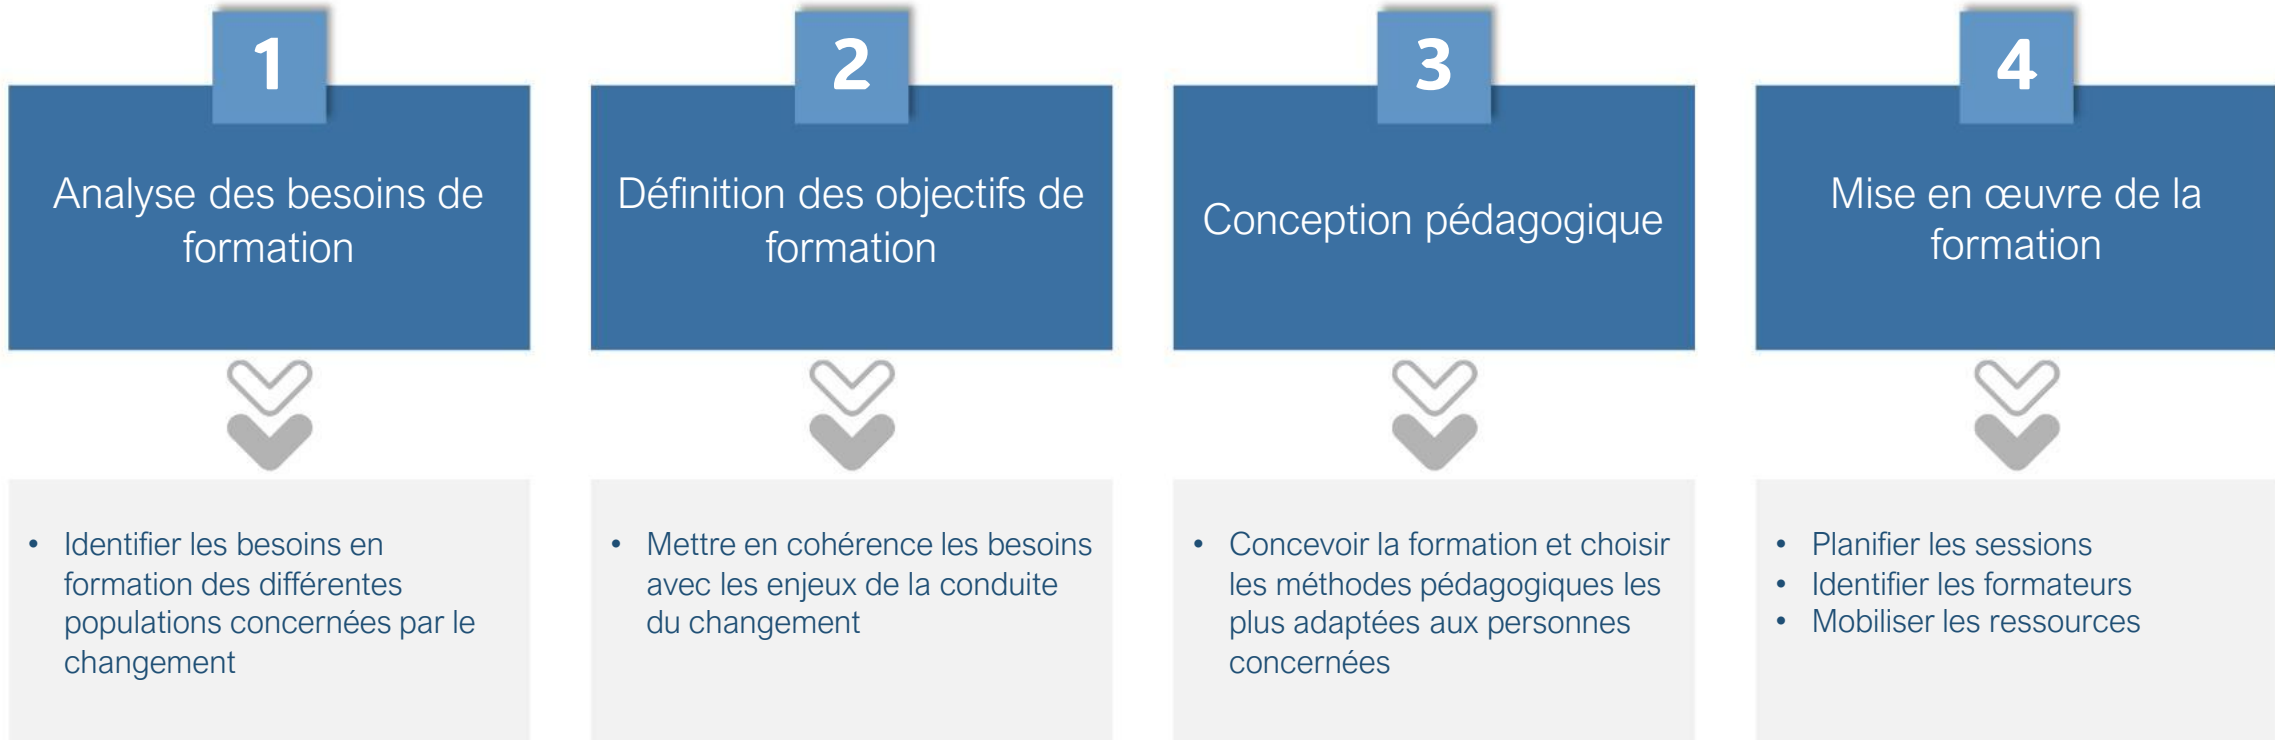 1
Analyse des besoins de
formation
• Identifier les besoins en
formation des différentes
populations concernées par le
changement
2
Définition des objectifs de
formation
• Mettre en cohérence les besoins
avec les enjeux de la conduite
du changement
3
Conception pédagogique
• Concevoir la formation et choisir
les méthodes pédagogiques les
plus adaptées aux personnes
concernées
4
Mise en œuvre de la
formation
• Planifier les sessions
• Identifier les formateurs
• Mobiliser les ressources